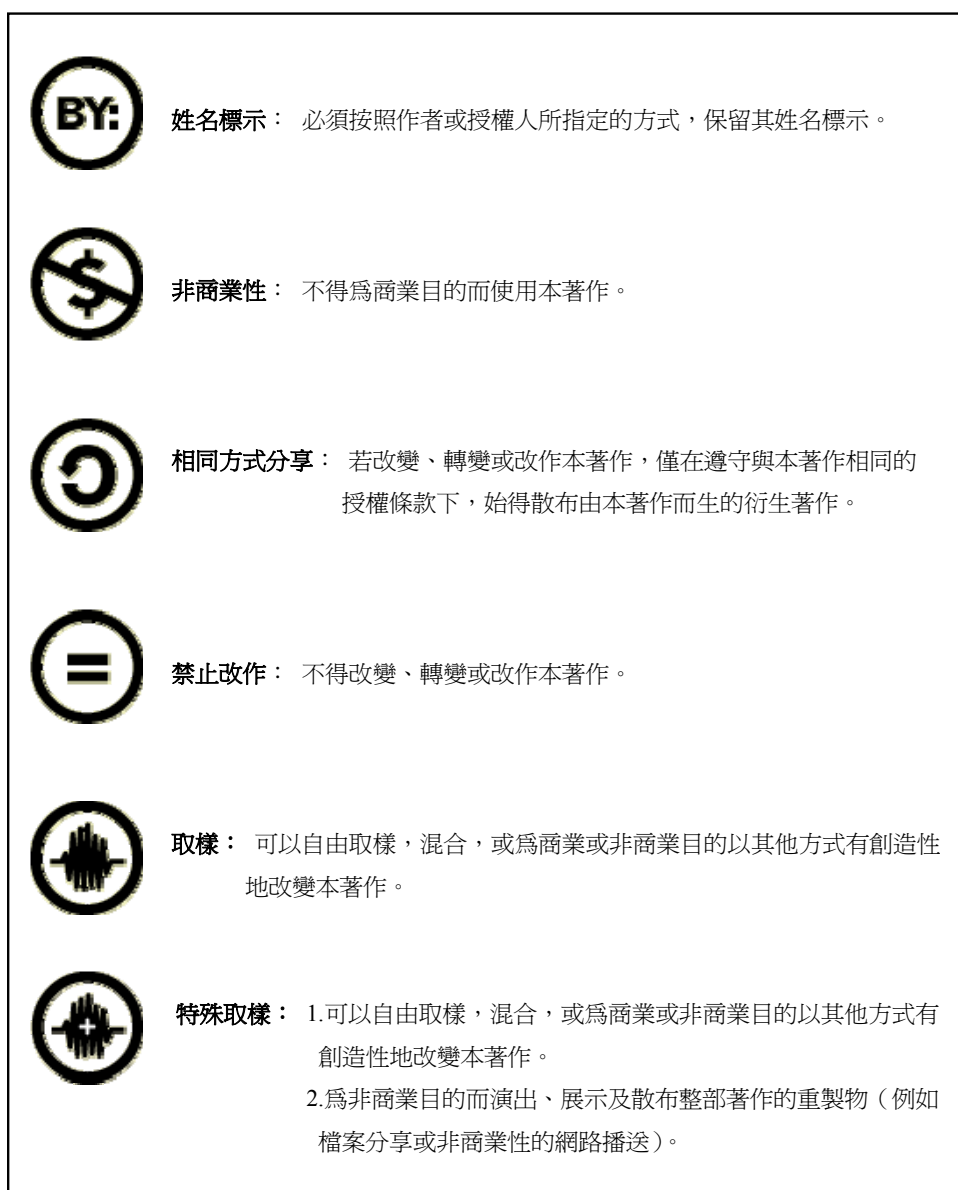 BY:
姓名標示： 必須按照作者或授權人所指定的方式，保留其姓名標示。
$
非商業性： 不得爲商業目的而使用本著作。
相同方式分享： 若改變、轉變或改作本著作，僅在遵守與本著作相同的
授權條款下，始得散布由本著作而生的衍生著作。
=
禁止改作： 不得改變、轉變或改作本著作。
取樣： 可以自由取樣，混合，或爲商業或非商業目的以其他方式有創造性
地改變本著作。
特殊取樣： 1.可以自由取樣，混合，或爲商業或非商業目的以其他方式有
創造性地改變本著作。
2.爲非商業目的而演出、展示及散布整部著作的重製物（例如
檔案分享或非商業性的網路播送）。